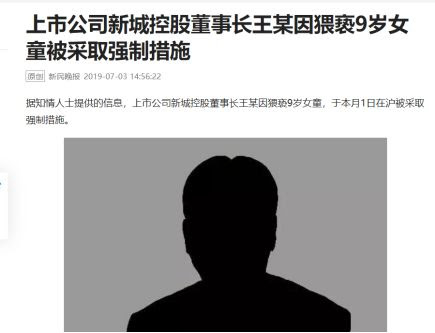 上市公司新城控股董事长王某因猥亵9岁女
童被采取强制措施
原创 新民晚报 2019-07-03 14:56:22
据知情人士提供的信息，上市公司新城控股董事长王某因猥亵9岁女童，于本月1日在沪被采取
强制措施。